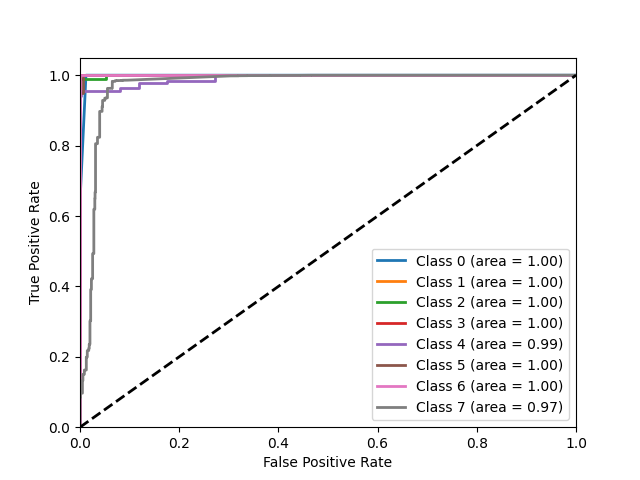 1.0
0.8
0.6
0.4
0.2
0.0
True Positive Rate
Class 0 (area = 1.00)
Class 1 (area = 1.00)
Class 2 (area = 1.00)
Class 3 (area = 1.00)
Class 4 (area = 0.99)
Class 5 (area = 1.00)
Class 6 (area = 1.00)
Class 7 (area = 0.97)
0.0 0.2 0.4 0.6 0.8 1.0
False Positive Rate